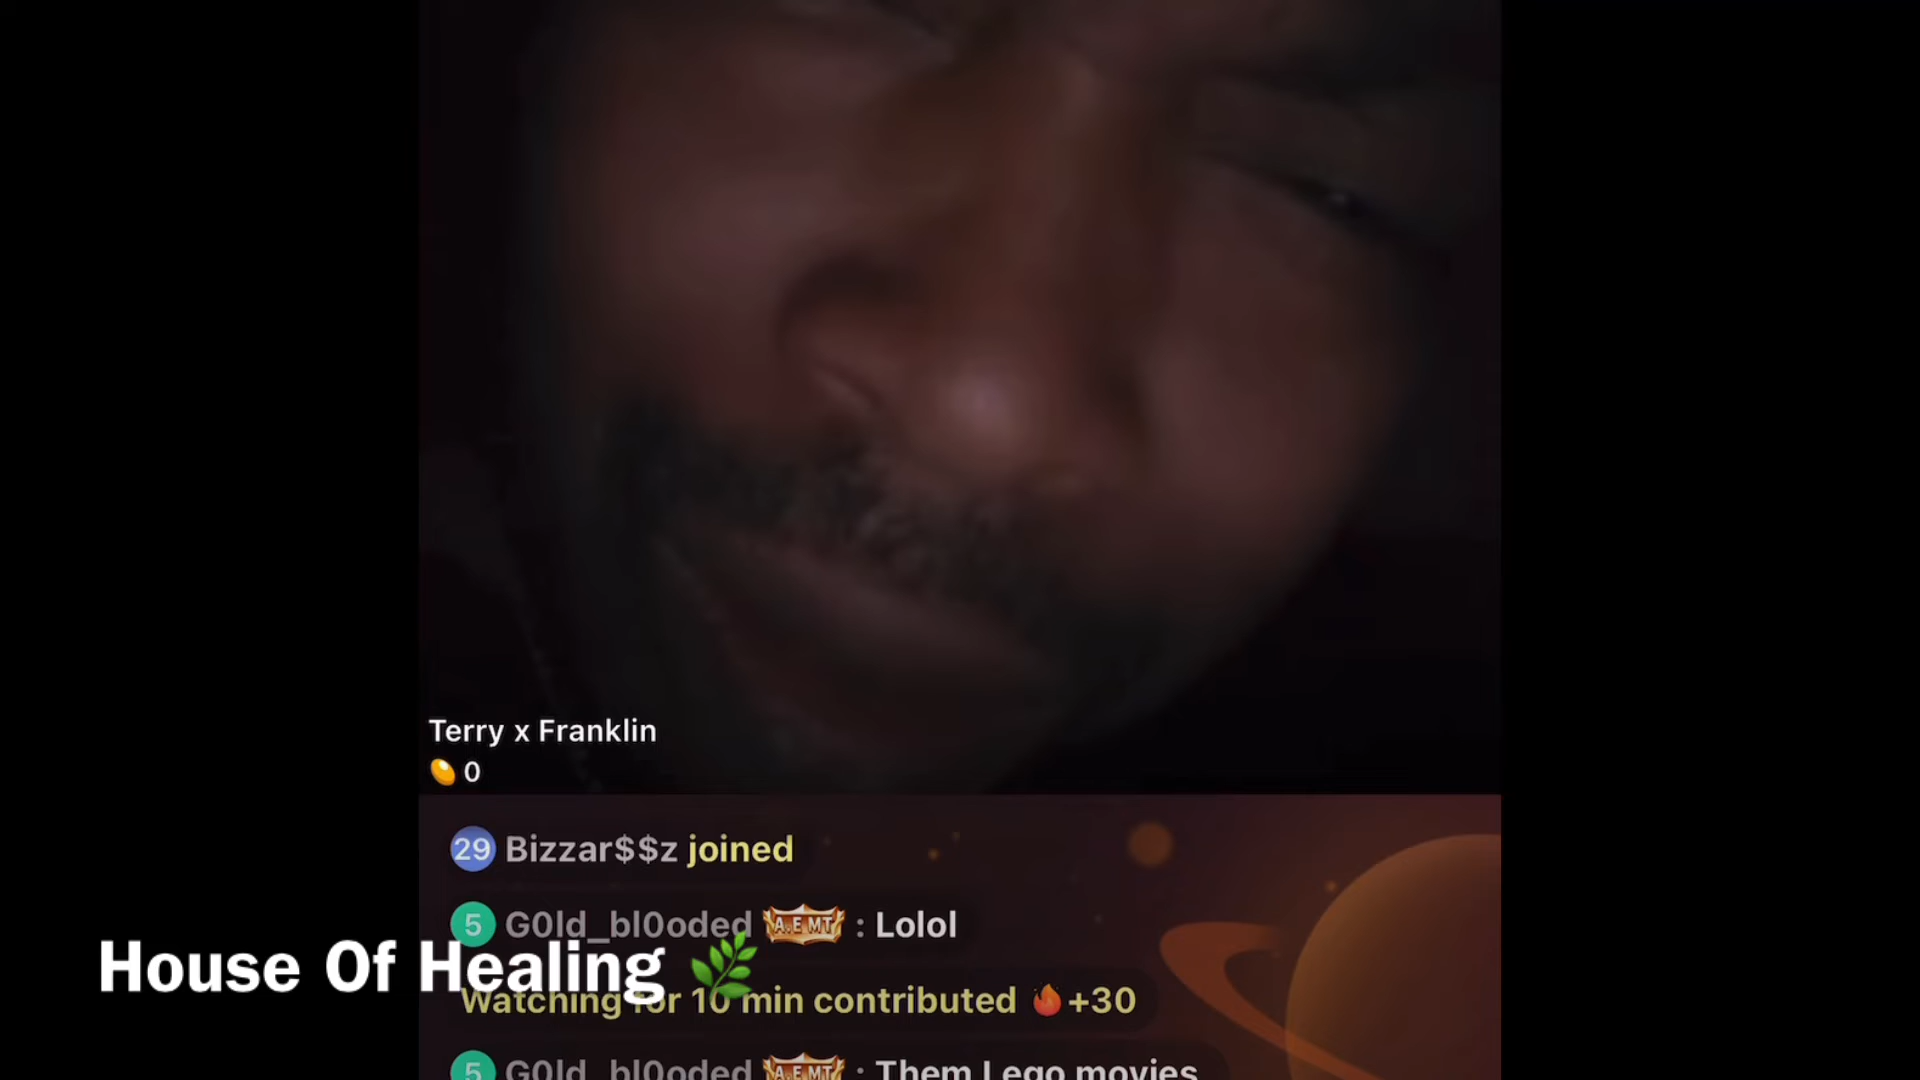 Terry x Franklin
0
29 Bizzar$$z joined
5 G0ld_bl0oded A.E MT : Lolol
House Of Healing
Watching for 10 min contributed +30
5 G0ld_bl0oded A.E MT : Them Lego movies